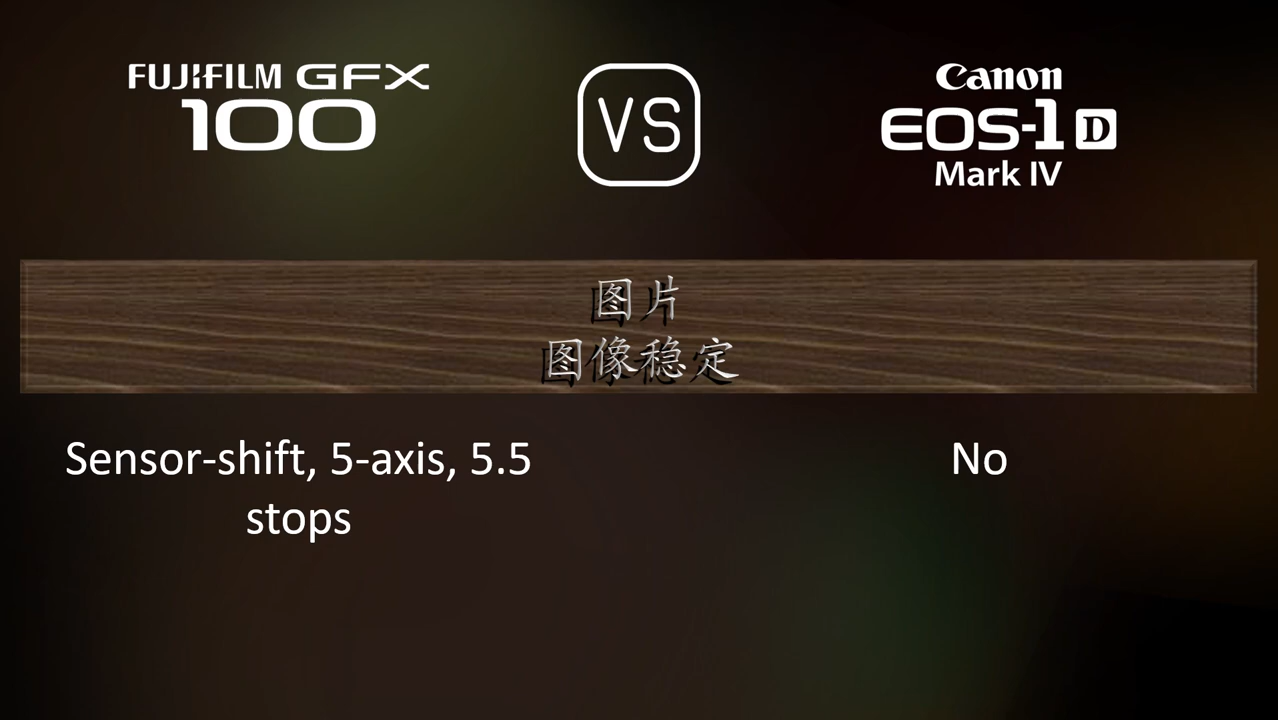 FUJIFILM GFX
100
VS
Canon
EOS-1 D
Mark IV
图片
图像稳定
Sensor-shift, 5-axis, 5.5
stops
No